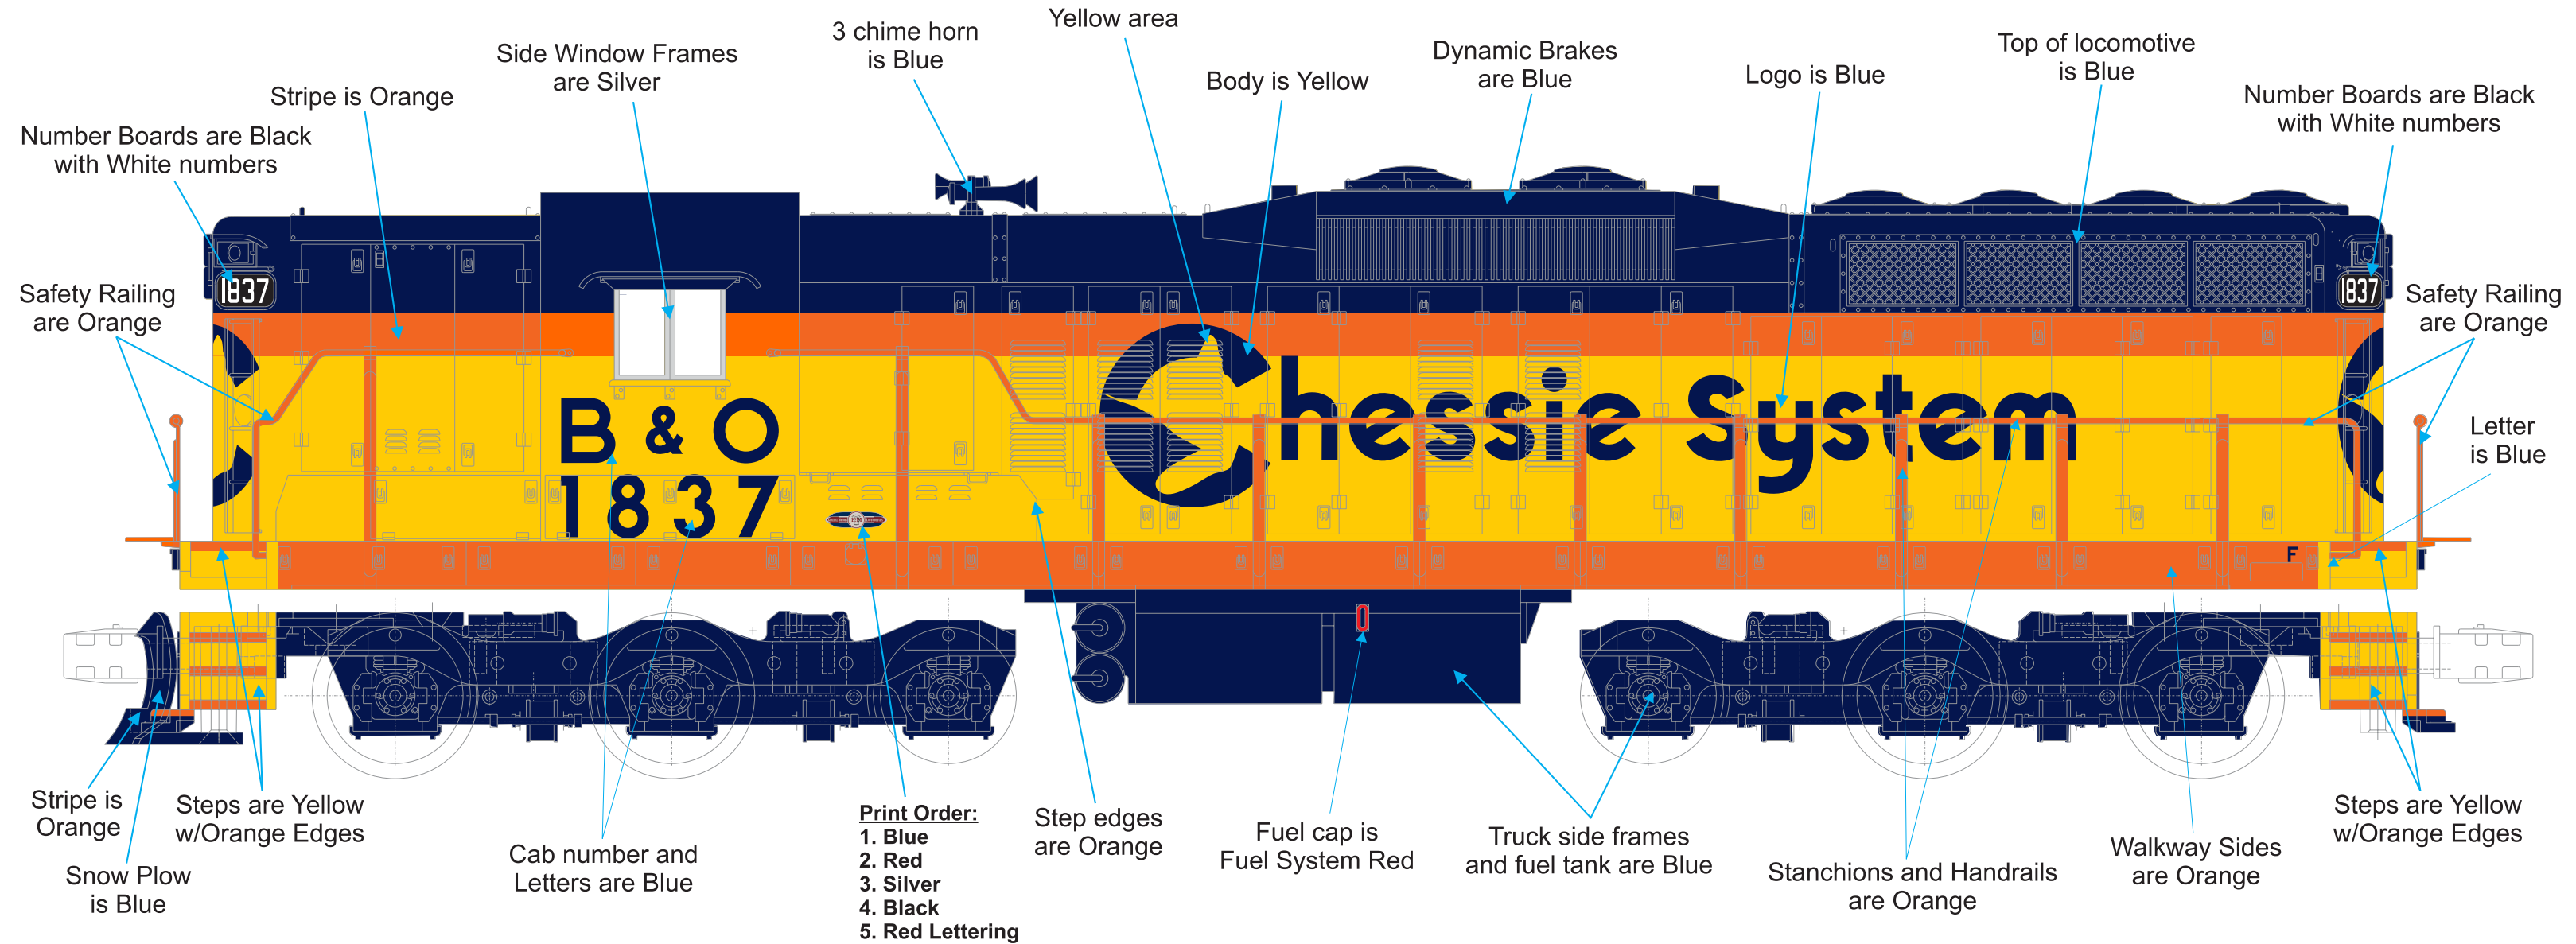 Yellow area
3 chime horn
is Blue
Side Window Frames
are Silver
Dynamic Brakes
are Blue
Top of locomotive
is Blue
Body is Yellow
Logo is Blue
Stripe is Orange
Number Boards are Black
with White numbers
Number Boards are Black
with White numbers
1837
1837
Safety Railing
are Orange
Safety Railing
are Orange
Chessie System
B & O
1837
Letter
is Blue
F
Stripe is
Orange
Steps are Yellow
w/Orange Edges
Snow Plow
is Blue
Cab number and
Letters are Blue
Print Order:
1. Blue
2. Red
3. Silver
4. Black
5. Red Lettering
Step edges
are Orange
Fuel cap is
Fuel System Red
Truck side frames
and fuel tank are Blue
Stanchions and Handrails
are Orange
Walkway Sides
are Orange
Steps are Yellow
w/Orange Edges